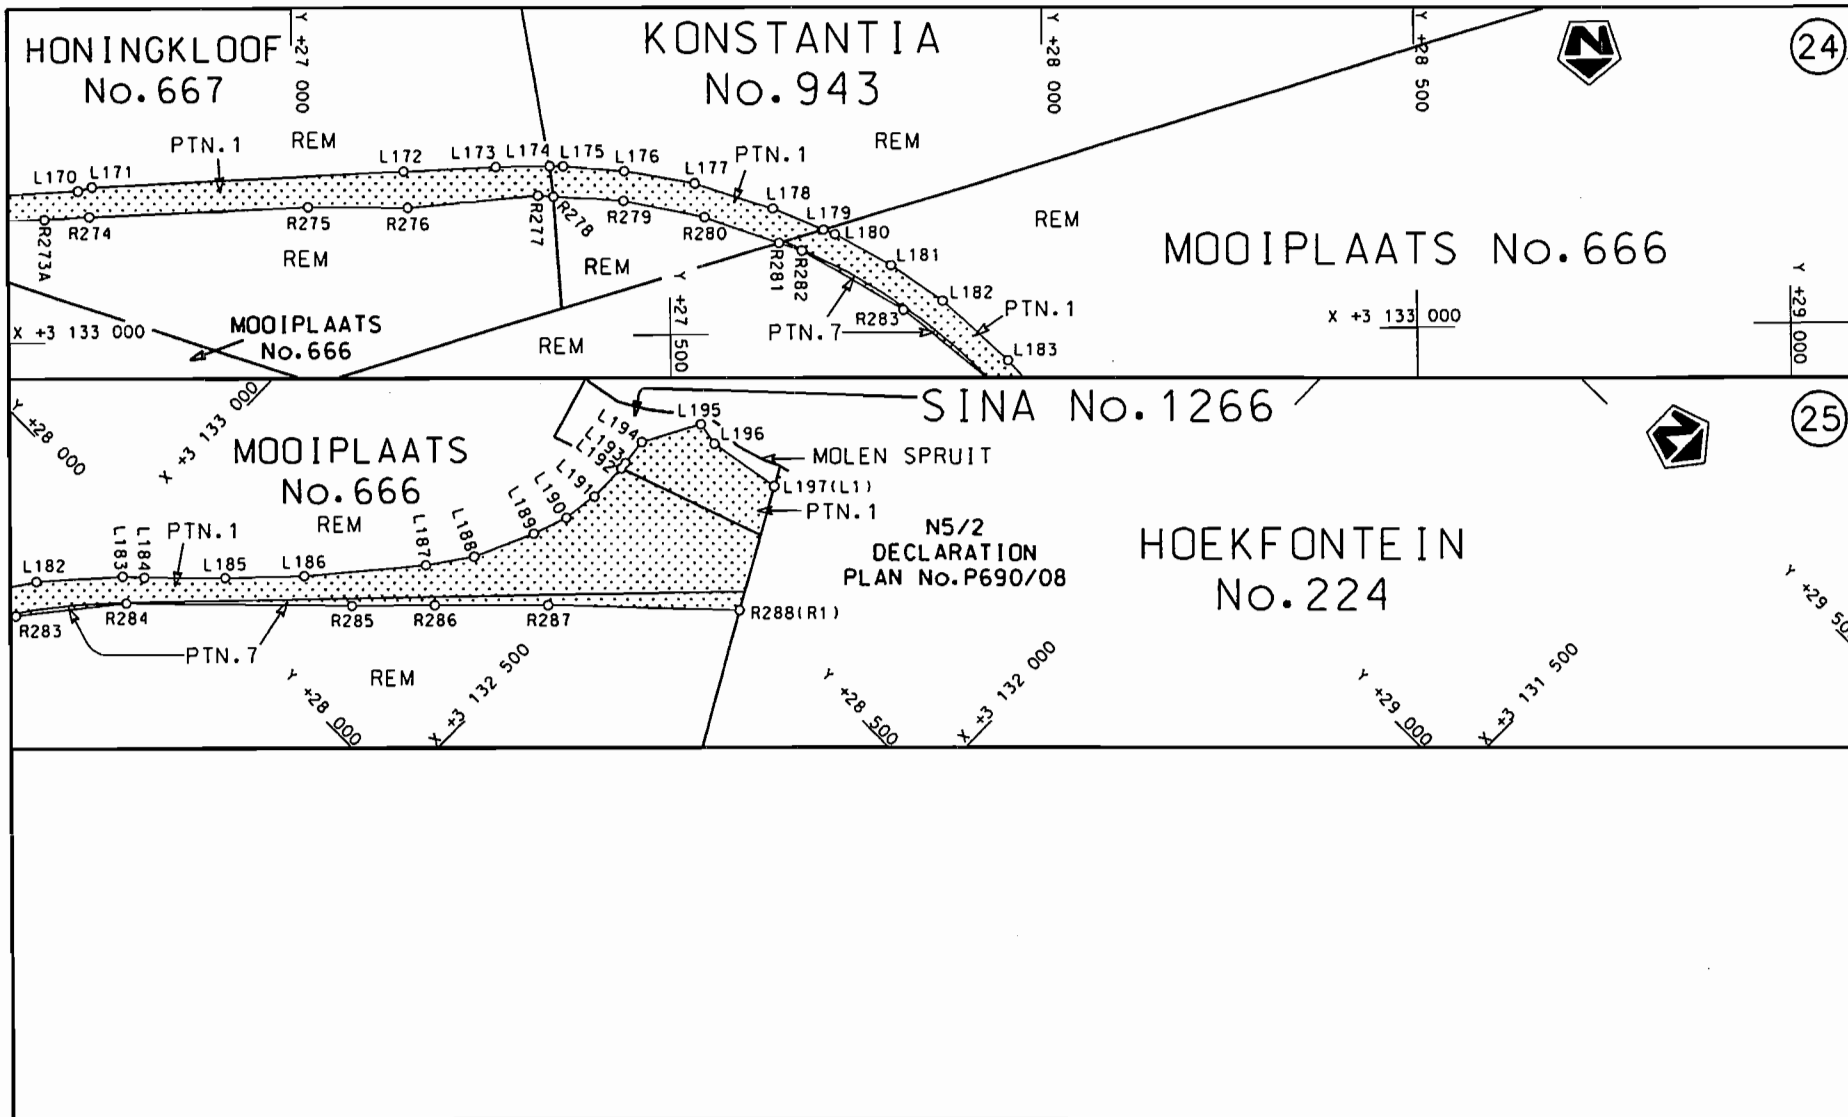 HONINGKLOOF
No.667
Y +27 000
KONSTANTIA
No.943
Y +28 000
Y +28 500
N
24
PTN.1
REM
REM
L170
L171
L172
L173
L174
L175
L176
L177
PTN.1
L178
L179
L180
L181
L182
PTN.1
L183
R273A
R274
R275
R276
R277
R278
R279
R280
R281
R282
R283
PTN.7
REM
REM
REM
REM
MOOIPLAATS No.666
X +3 133 000
MOOIPLAATS
No.666
Y +27 500
X +3 133 000
Y +29 000
Y +28 000
X +3 133 000
MOOIPLAATS
No.666
REM
SINA No.1266
N
25
L182
L183
L184
PTN.1
L185
L186
L187
L188
L189
L190
L191
L192
L193
L194
L195
L196
MOLEN SPRUIT
L197(L1)
PTN.1
N5/2
DECLARATION
PLAN No.P690/08
HOEKFONTEIN
No.224
R283
R284
R285
R286
R287
R288(R1)
PTN.7
REM
Y +28 000
X +3 132 500
Y +28 500
X +3 132 000
Y +29 000
X +3 131 500
Y +29 50